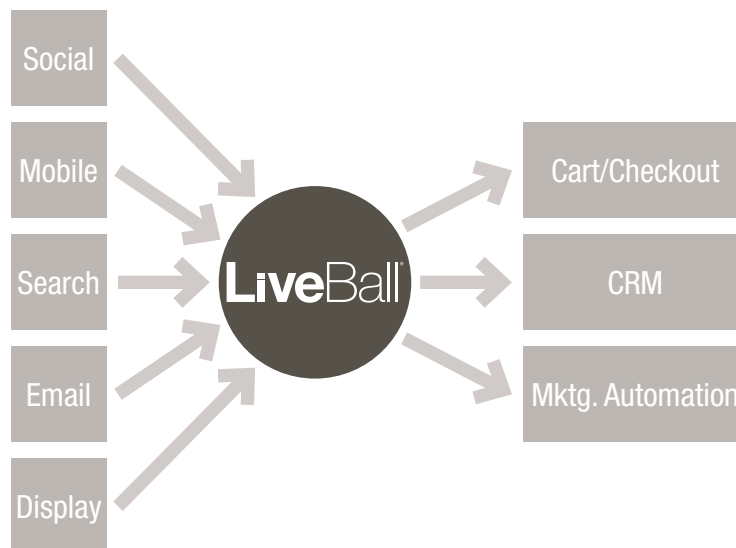 Social
Mobile
Search
Email
Display
LiveBall
Cart/Checkout
CRM
Mktg. Automation